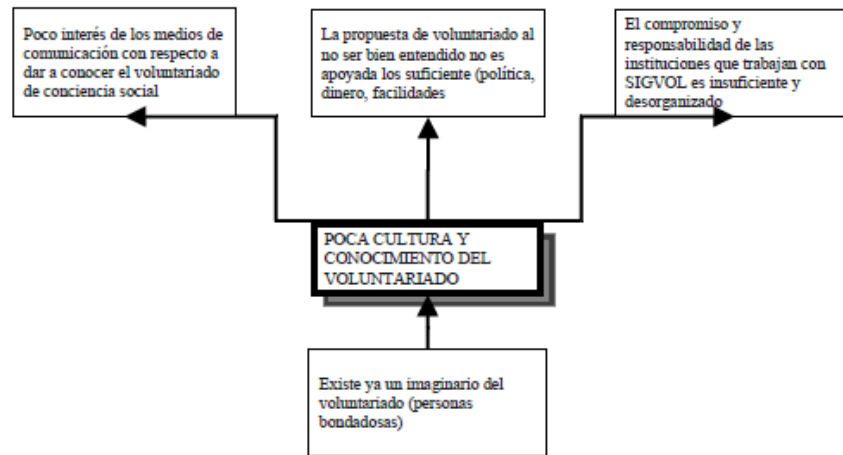 Poco interés de los medios de
comunicación con respecto a
dar a conocer el voluntariado
de conciencia social
La propuesta de voluntariado al
no ser bien entendido no es
apoyada los suficiente (política,
dinero, facilidades
El compromiso y
responsabilidad de las
instituciones que trabajan con
SIGVOL es insuficiente y
desorganizado
POCA CULTURA Y
CONOCIMIENTO DEL
VOLUNTARIADO
Existe ya un imaginario del
voluntariado (personas
bondadosas)